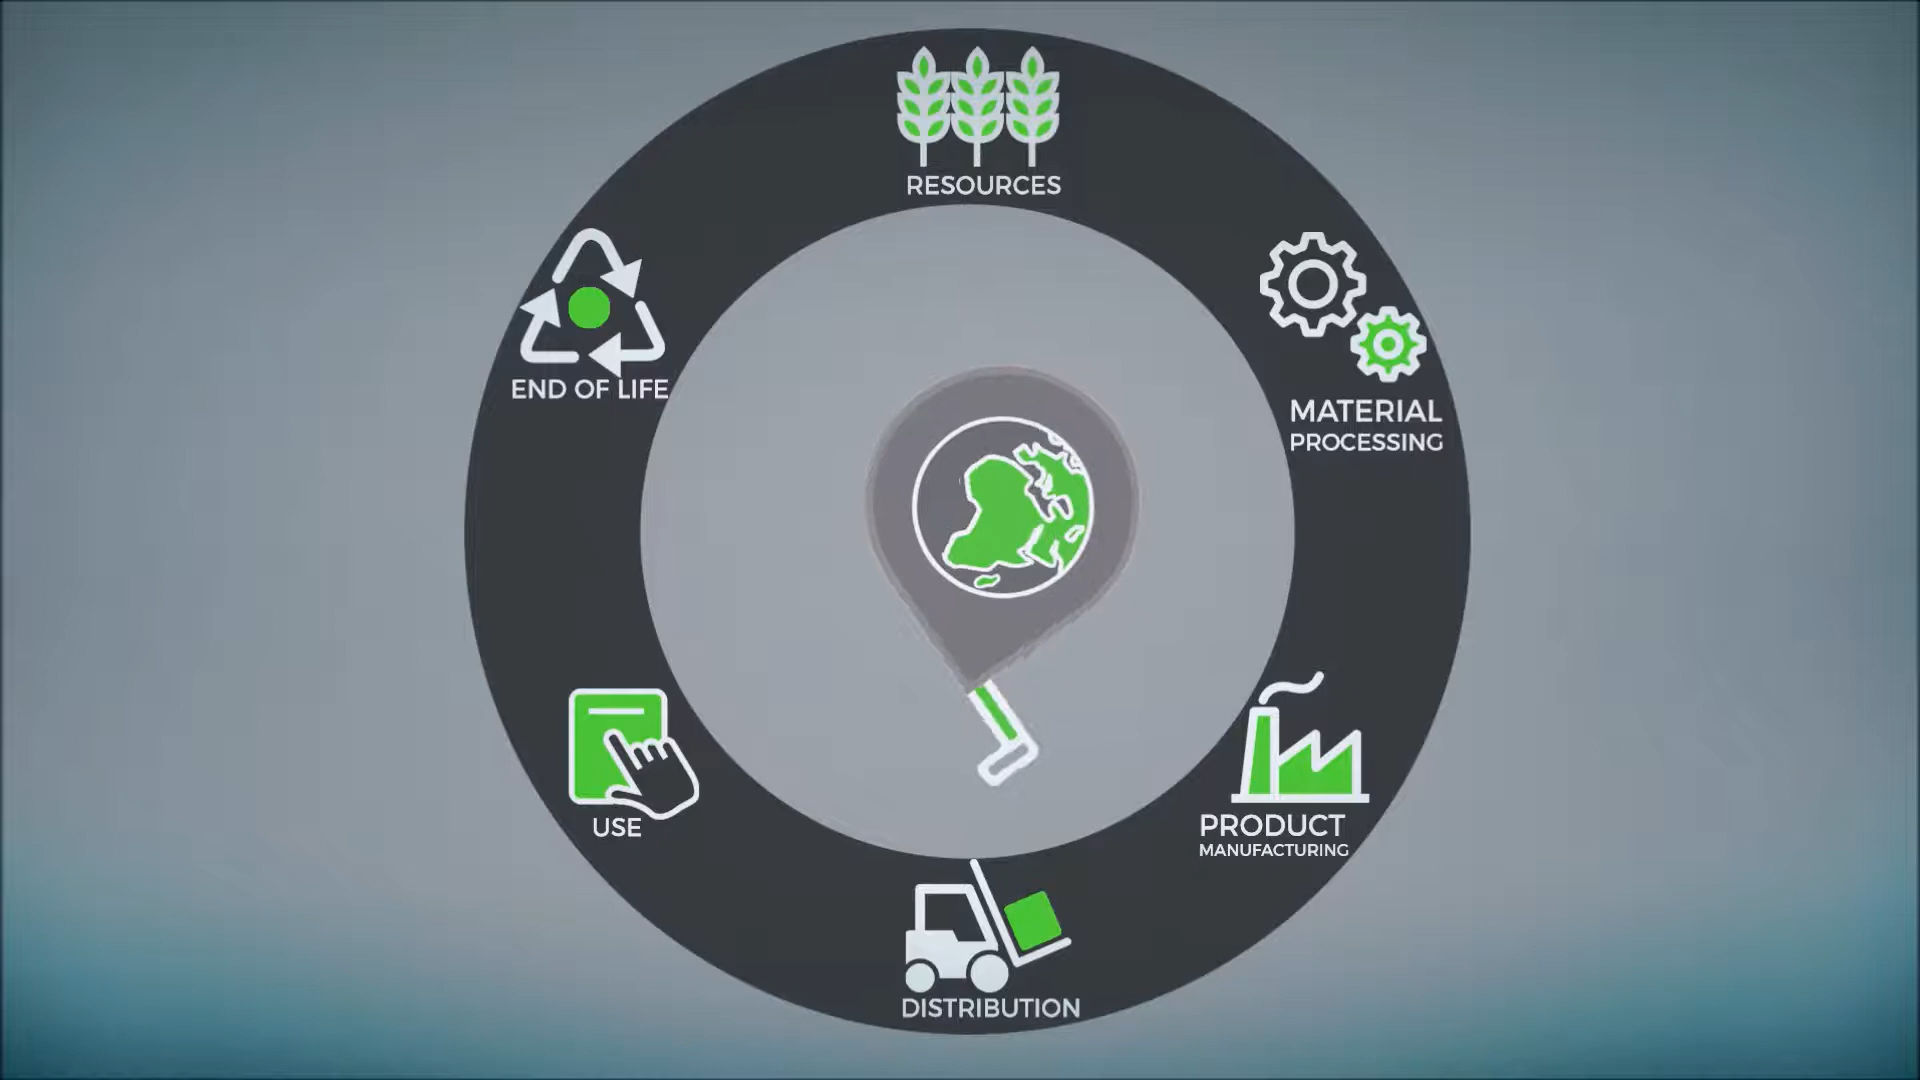 RESOURCES
MATERIAL
PROCESSING
PRODUCT
MANUFACTURING
DISTRIBUTION
USE
END OF LIFE